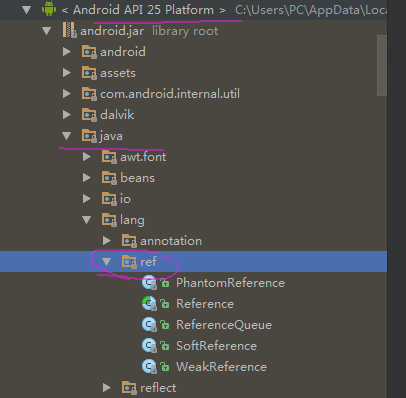 < Android API 25 Platform > C:\Users\PC\AppData\Loca
android.jar library root
android
assets
com.android.internal.util
dalvik
java
awt.font
beans
io
lang
annotation
ref
PhantomReference
Reference
ReferenceQueue
SoftReference
WeakReference
reflect